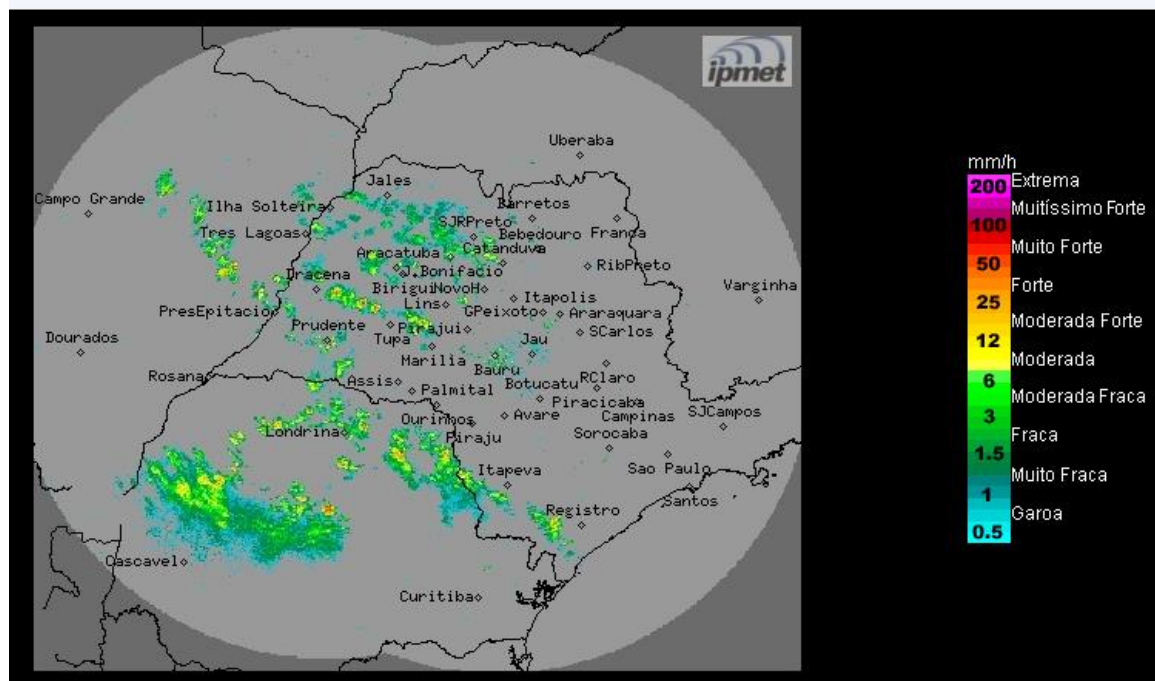 ipmet
Uberaba
Campo Grande
Jales
Ilha Solteira
Barretos
SJRPreto
Tres Lagoas
Bebedouro
Franca
Aracatuba
Catanduva
Dracena
J.Bonifacio
RibPreto
Birigui
NovoH
Varginha
Lins
Itapolis
PresEpitacio
GPeixoto
Araraquara
Prudente
Pirajui
SCarlos
Dourados
Tupa
Jau
Marilia
Bauru
Rosana
Assis
Botucatu
RClaro
Palmital
Piracicaba
Ourinhos
Avare
Campinas
SJCampos
Londrina
Piraju
Sorocaba
Itapeva
Sao Paulo
Santos
Registro
Cascavel
Curitiba
mm/h
200 Extrema
Muitíssimo Forte
100
Muito Forte
50
Forte
25
Moderada Forte
12
Moderada
6
Moderada Fraca
3
Fraca
1.5
Muito Fraca
1
Garoa
0.5